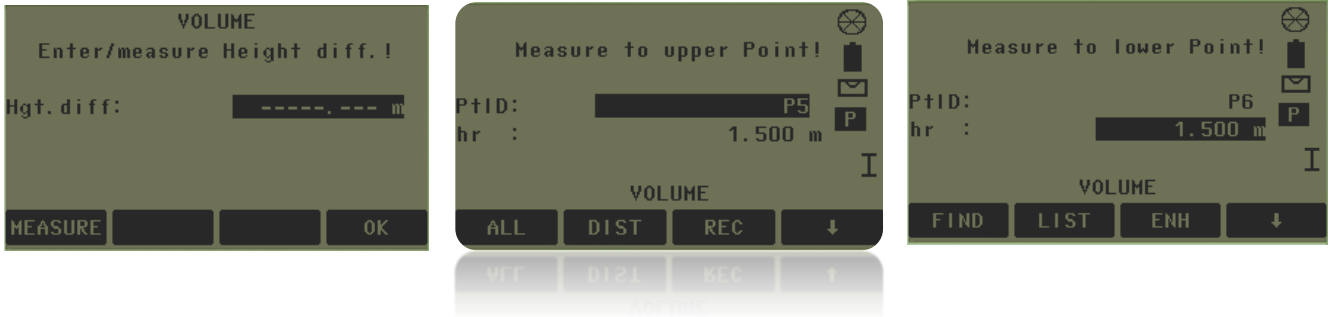 VOLUME
Enter/measure Height diff.!
Hgt.diff: -----.--- m
MEASURE OK
Measure to upper Point!
PtID: P5
P
hr : 1.500 m
VOLUME
ALL DIST REC ↓
Measure to lower Point!
PtID: P6
P
hr : 1.500 m
VOLUME
FIND LIST ENH ↓